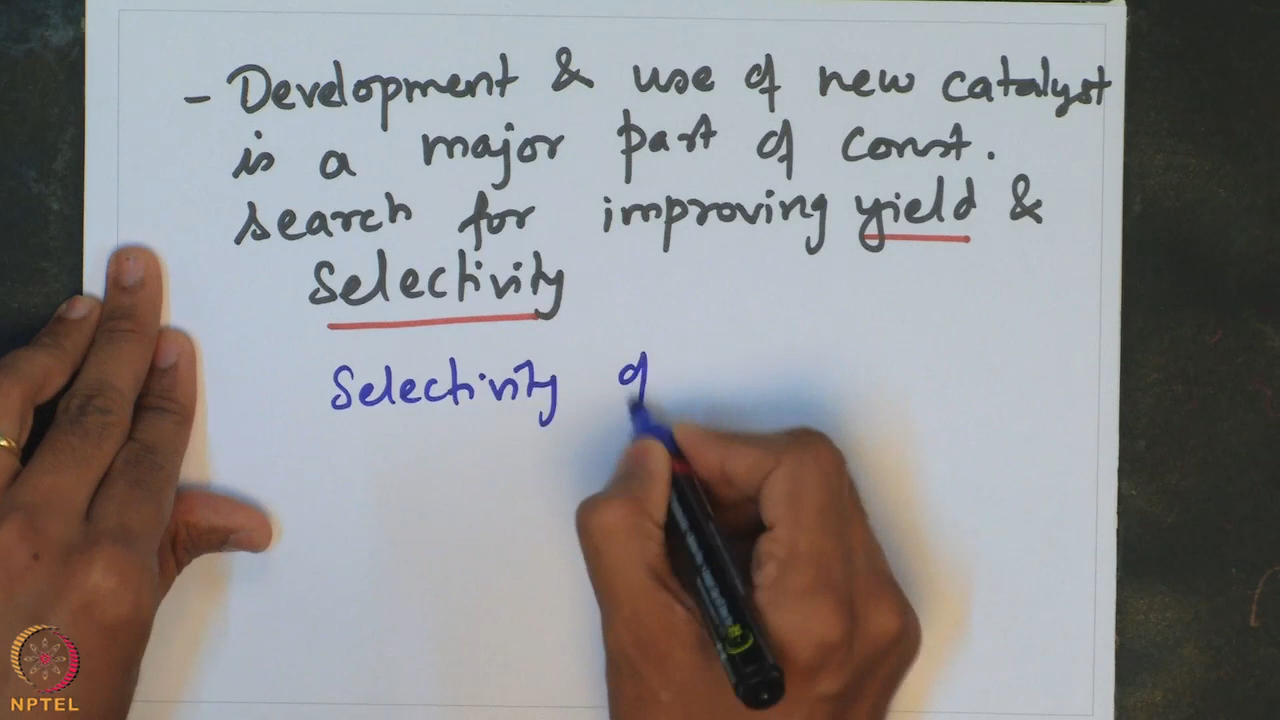 - Development & use of new catalyst
is a major part of const.
search for improving yield &
Selectivity
Selectivity of
NPTEL